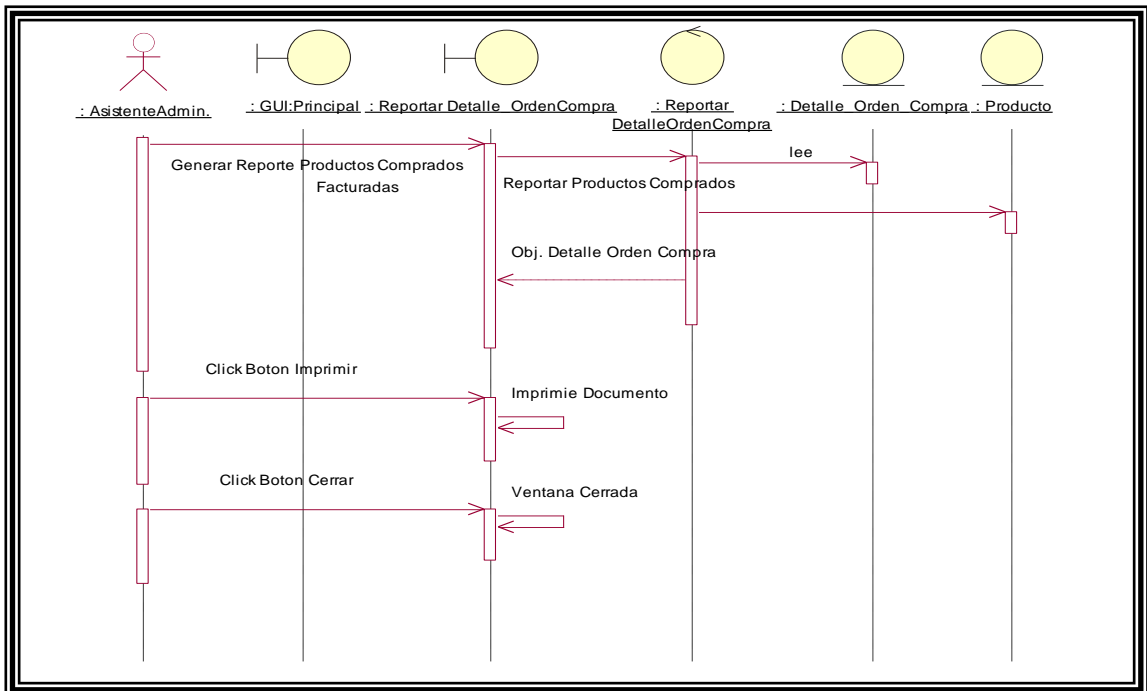 : AsistenteAdmin.
: GUI:Principal
: Reportar Detalle_OrdenCompra
: Reportar
DetalleOrdenCompra
: Detalle_Orden_Compra
: Producto
Generar Reporte Productos Comprados
Facturadas
Reportar Productos Comprados
lee
Obj. Detalle Orden Compra
Click Boton Imprimir
Imprimie Documento
Click Boton Cerrar
Ventana Cerrada